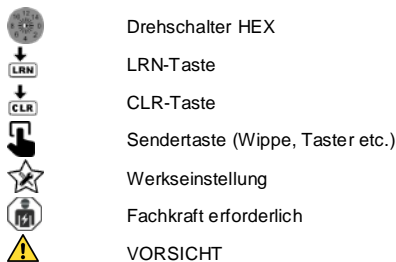 Drehschalter HEX
LRN
LRN-Taste
CLR
CLR-Taste
Sendertaste (Wippe, Taster etc.)
Werkseinstellung
Fachkraft erforderlich
VORSICHT